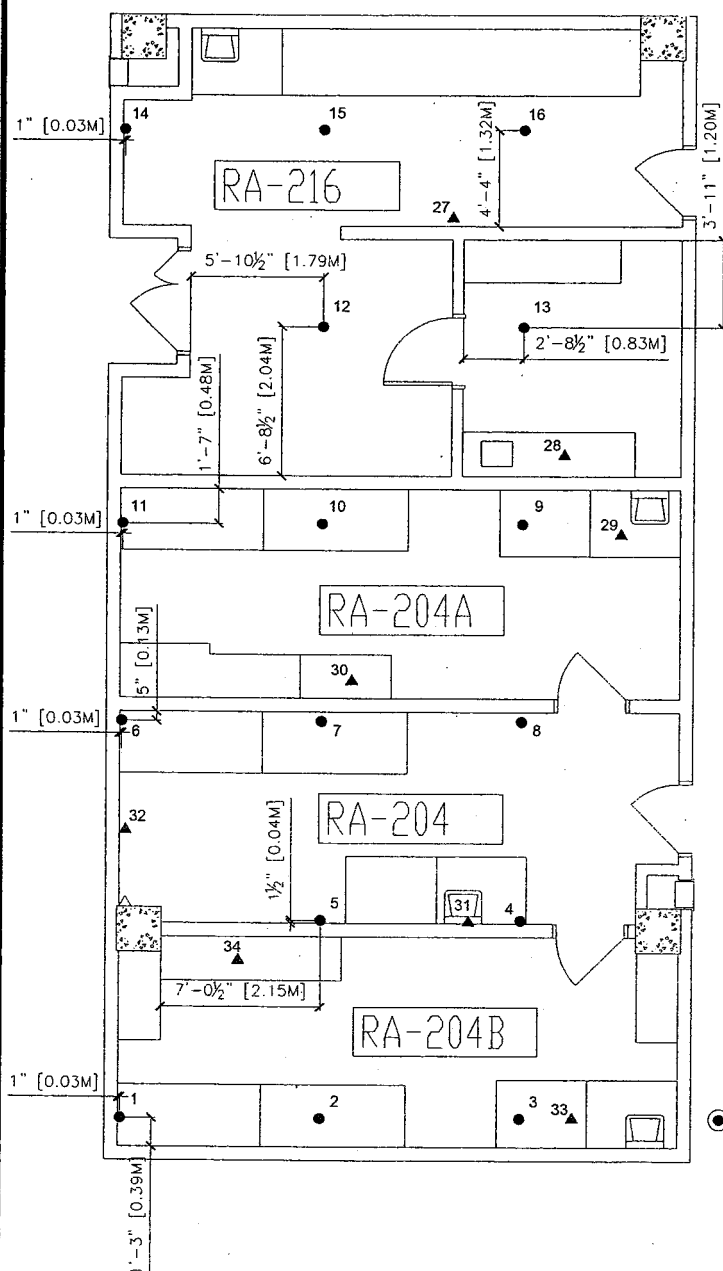 14
15
16
1" [0.03M]
4'-4" [1.32M]
3'-11" [1.20M]
RA-216
27
5'-10½" [1.79M]
12
13
2'-8½" [0.83M]
1'-7" [0.48M]
6'-8½" [2.04M]
28
11
10
9
1" [0.03M]
29
RA-204A
5" [0.13M]
30
1" [0.03M]
6
7
8
32
RA-204
1½" [0.04M]
5
31
4
34
7'-0½" [2.15M]
RA-204B
1" [0.03M]
1
2
3
33
'-3" [0.39M]